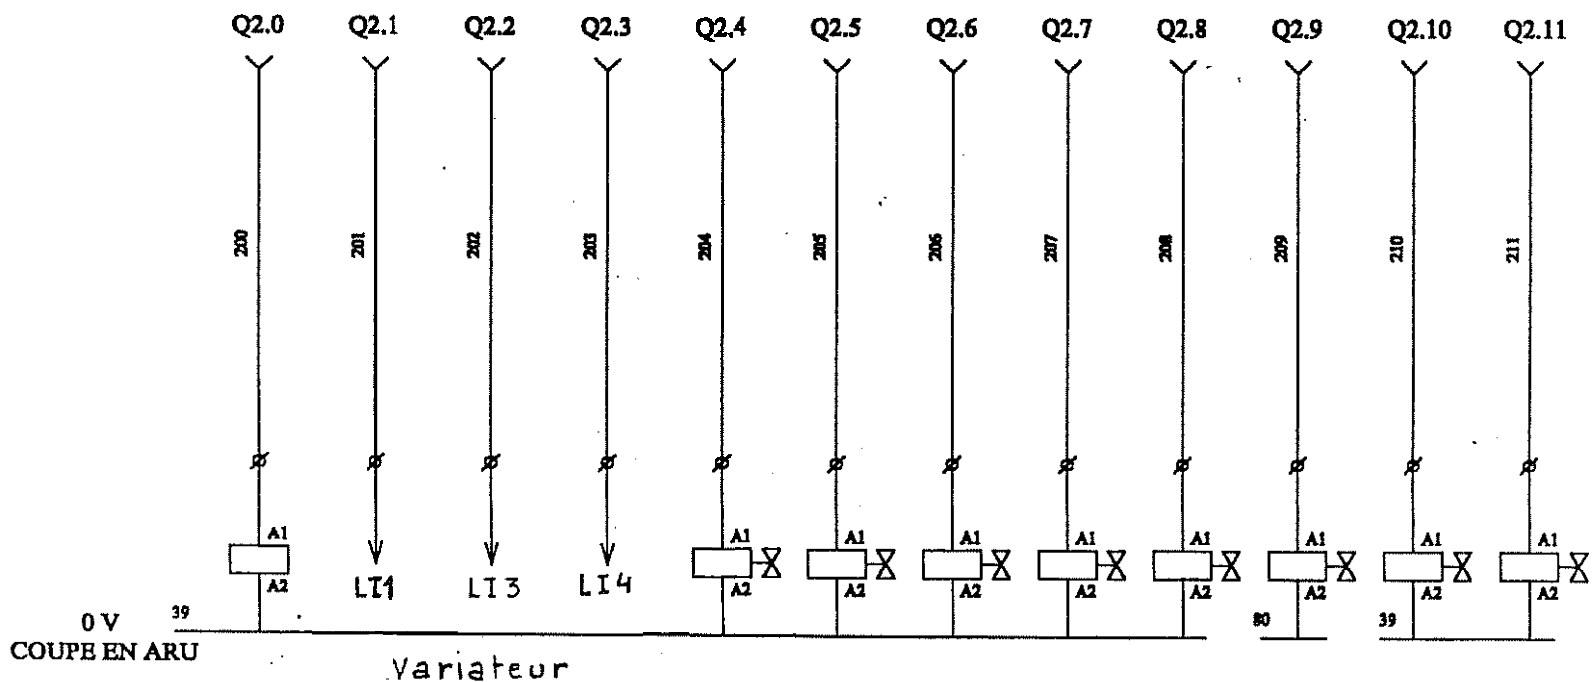 Q2.0 Q2.1 Q2.2 Q2.3 Q2.4 Q2.5 Q2.6 Q2.7 Q2.8 Q2.9 Q2.10 Q2.11
200 201 202 203 204 205 206 207 208 209 210 211
A1 A1 A1 A1 A1 A1 A1 A1 A1
A2 LI1 LI3 LI4 A2 A2 A2 A2 A2 A2 A2 A2
0 V 39 80 39
COUPE EN ARU
Variateur